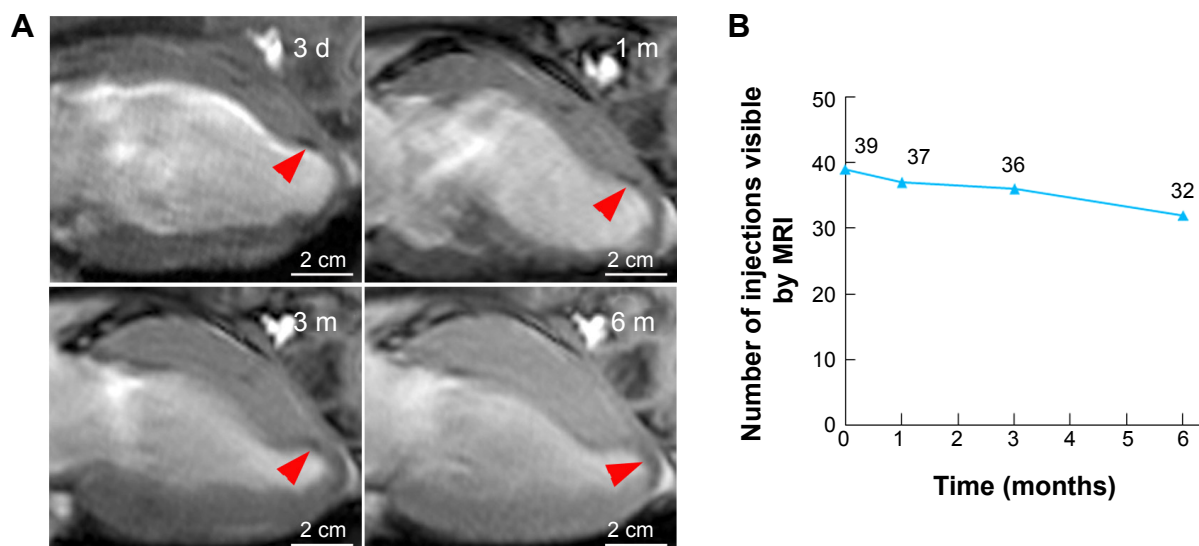 A
3 d
2 cm
1 m
2 cm
3 m
2 cm
6 m
2 cm
B
Number of injections visible
by MRI
50
40
30
20
10
0
39
37
36
32
0 1 2 3 4 5 6
Time (months)